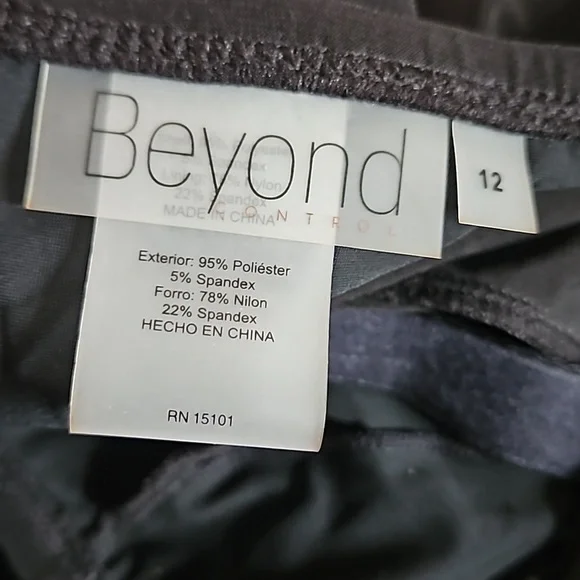 Beyond
CONTROL
12
Spandex
MADE IN CHINA
Exterior: 95% Poliéster
5% Spandex
Forro: 78% Nilon
22% Spandex
HECHO EN CHINA
RN 15101